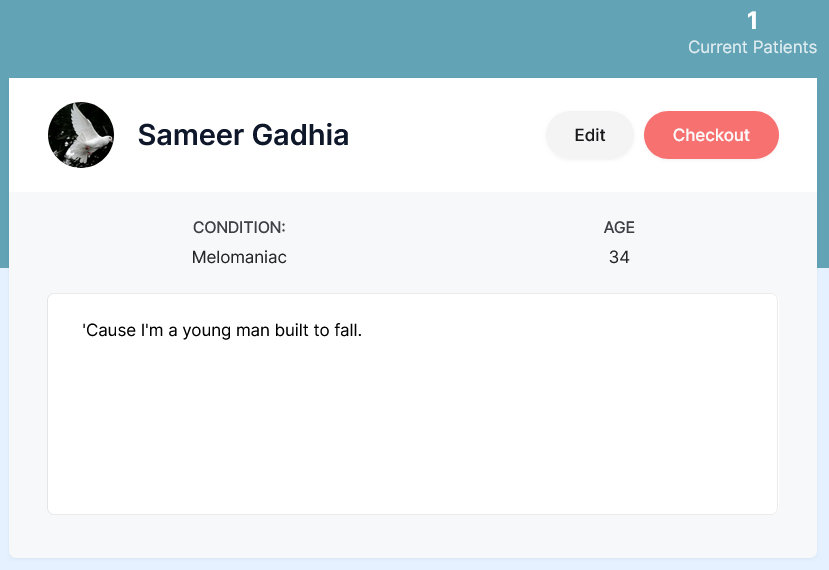 1
Current Patients
Sameer Gadhia
Edit
Checkout
CONDITION:
AGE
Melomaniac
34
'Cause I'm a young man built to fall.